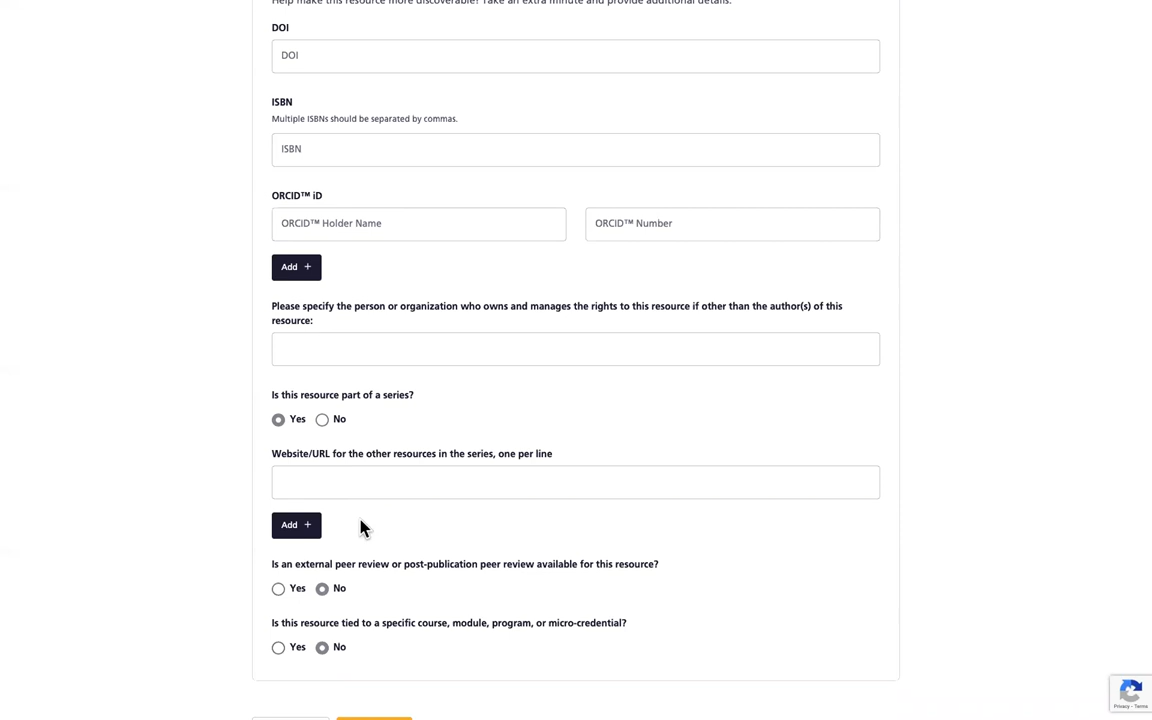 Help make this resource more discoverable? Take an extra minute and provide additional details.
DOI
DOI
ISBN
Multiple ISBNs should be separated by commas.
ISBN
ORCID™ iD
ORCID™ Holder Name
ORCID™ Number
Add +
Please specify the person or organization who owns and manages the rights to this resource if other than the author(s) of this
resource:
Is this resource part of a series?
Yes No
Website/URL for the other resources in the series, one per line
Add +
Is an external peer review or post-publication peer review available for this resource?
Yes No
Is this resource tied to a specific course, module, program, or micro-credential?
Yes No
Privacy - Terms